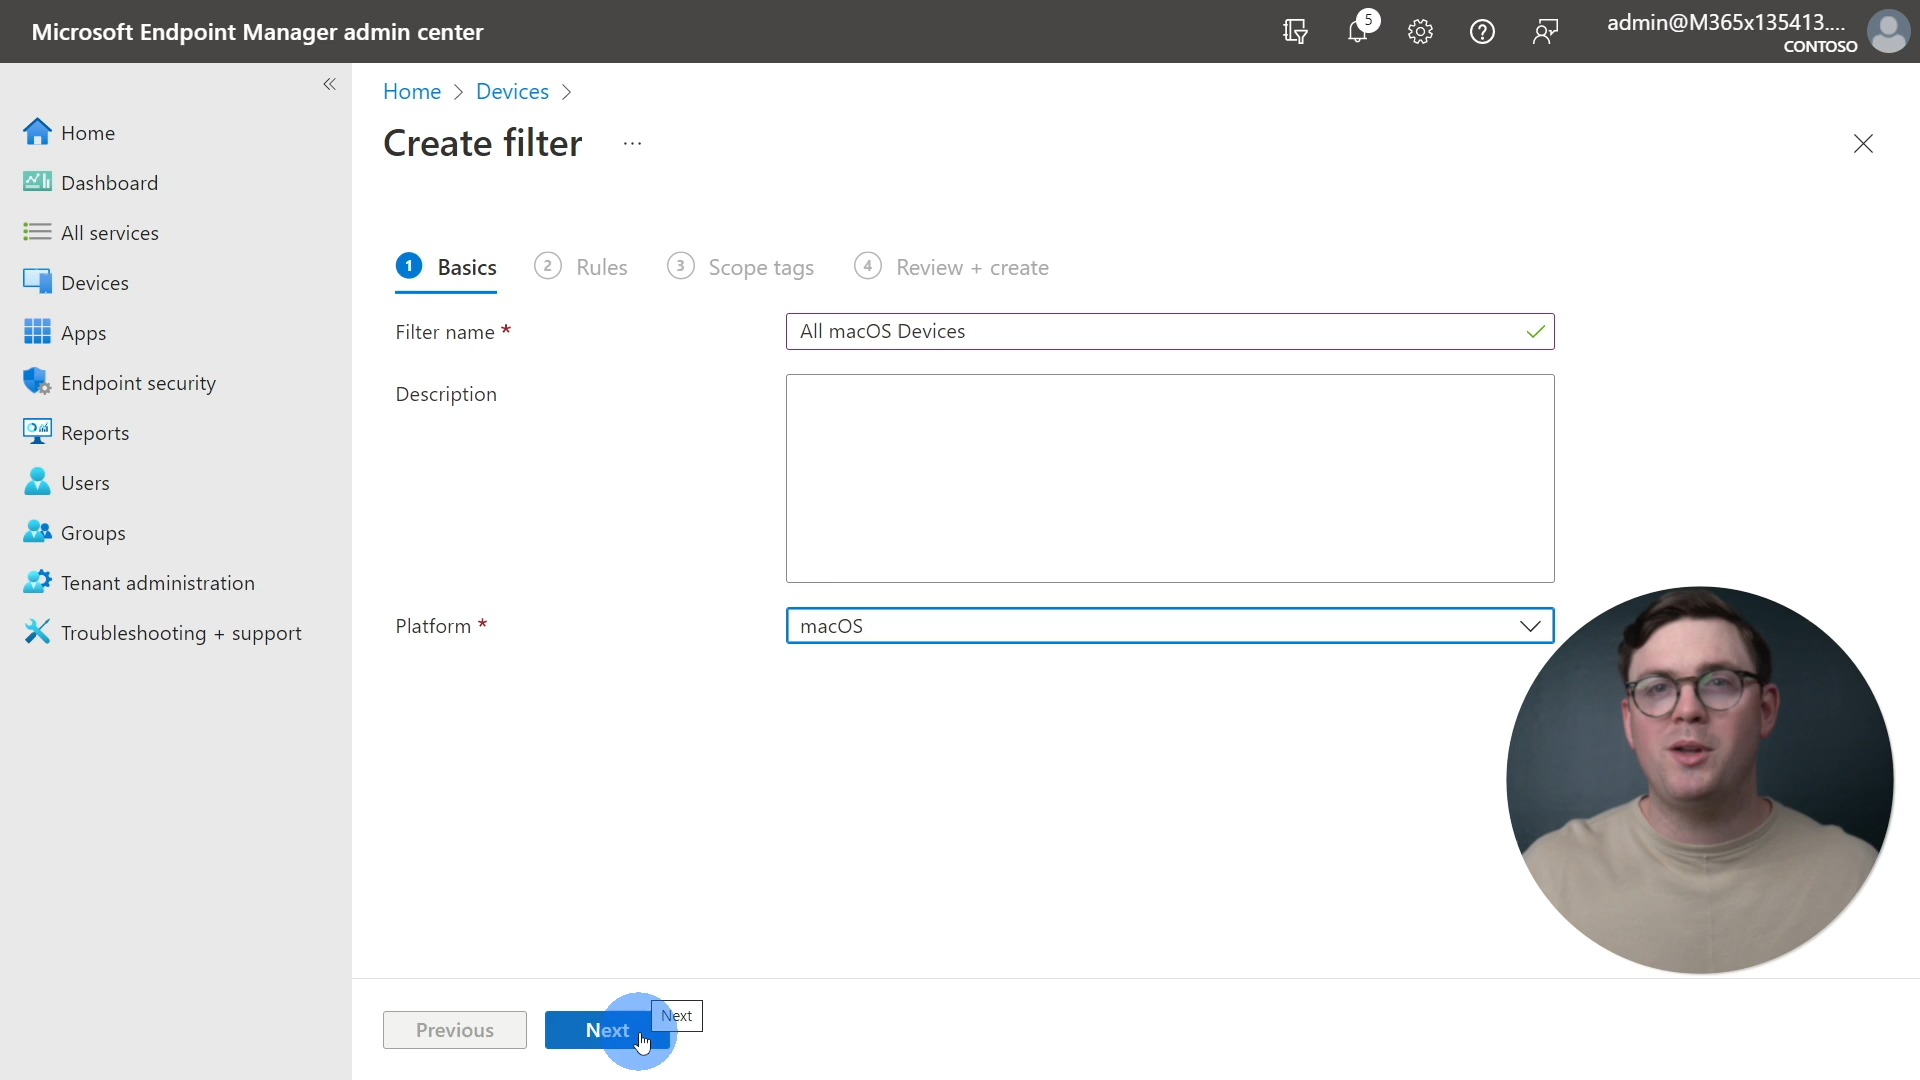 Microsoft Endpoint Manager admin center
5
admin@M365x135413....
CONTOSO
Home
Dashboard
All services
Devices
Apps
Endpoint security
Reports
Users
Groups
Tenant administration
Troubleshooting + support
Home > Devices >
Create filter ...
1 Basics 2 Rules 3 Scope tags 4 Review + create
Filter name * All macOS Devices
Description
Platform * macOS
Previous Next Next